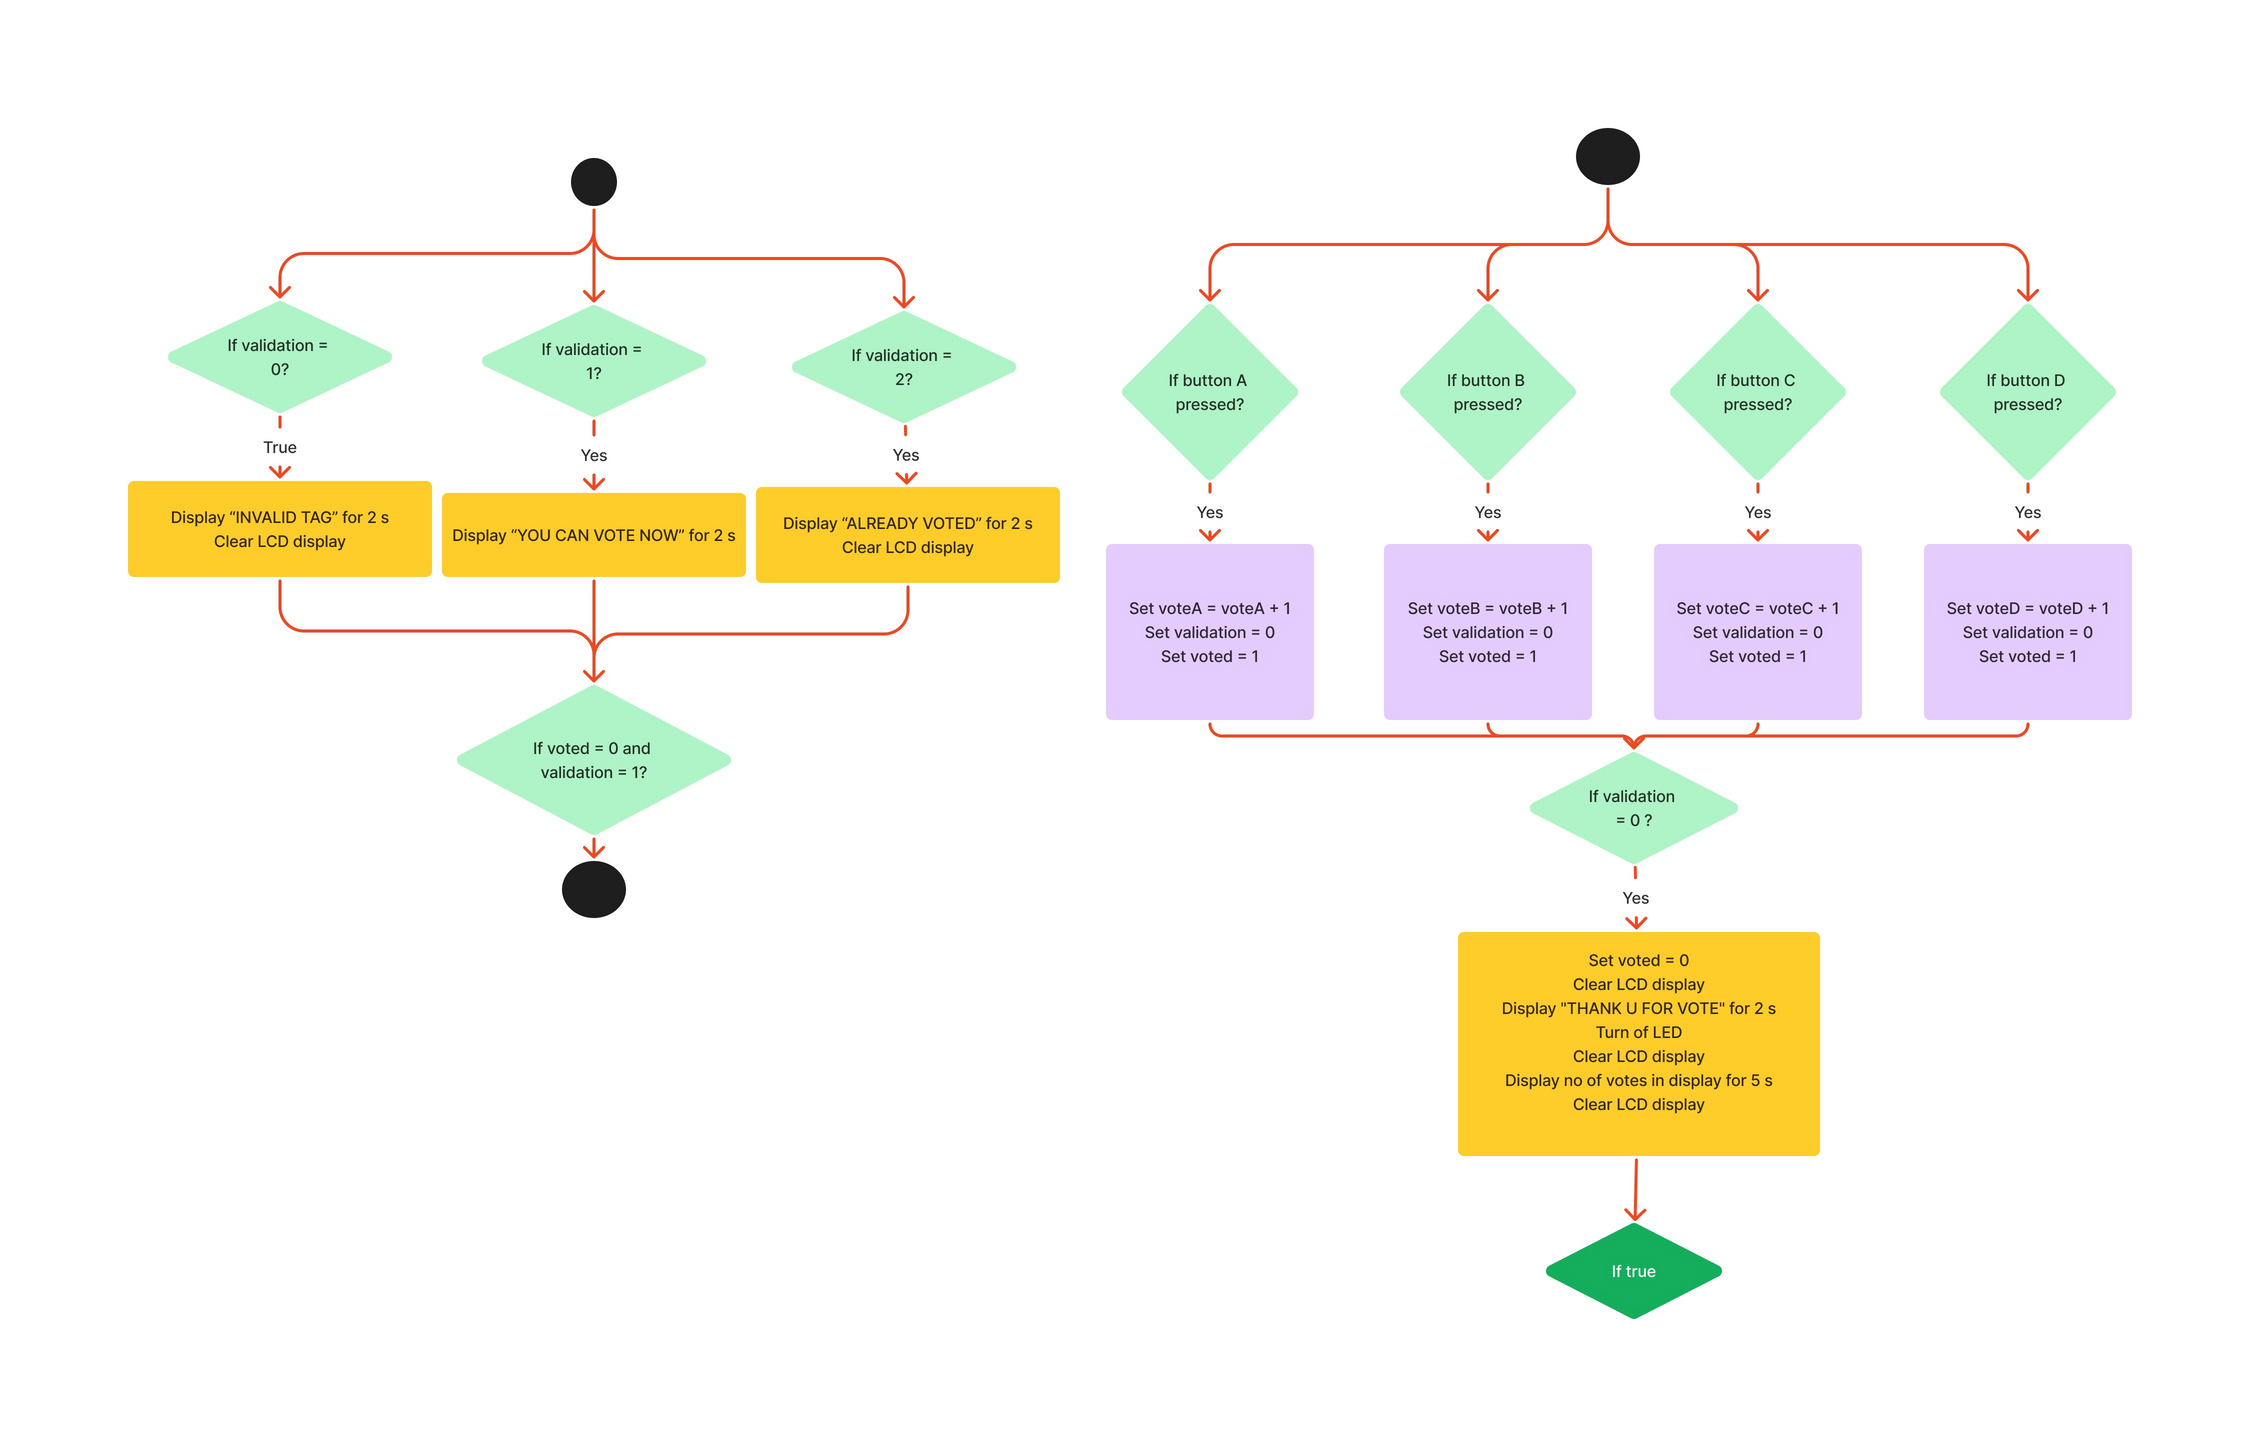 If validation =
0?
If validation =
1?
If validation =
2?
True
Yes
Yes
Display “INVALID TAG” for 2 s
Clear LCD display
Display “YOU CAN VOTE NOW” for 2 s
Display “ALREADY VOTED” for 2 s
Clear LCD display
If voted = 0 and
validation = 1?
If button A
pressed?
If button B
pressed?
If button C
pressed?
If button D
pressed?
Yes
Yes
Yes
Yes
Set voteA = voteA + 1
Set validation = 0
Set voted = 1
Set voteB = voteB + 1
Set validation = 0
Set voted = 1
Set voteC = voteC + 1
Set validation = 0
Set voted = 1
Set voteD = voteD + 1
Set validation = 0
Set voted = 1
If validation
= 0 ?
Yes
Set voted = 0
Clear LCD display
Display "THANK U FOR VOTE" for 2 s
Turn of LED
Clear LCD display
Display no of votes in display for 5 s
Clear LCD display
If true